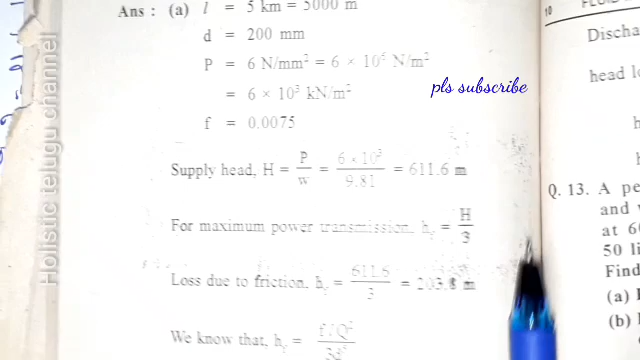 Ans : (a) l = 5 km = 5000 m
d = 200 mm
P = 6 N/mm² = 6 × 10⁶ N/m²
= 6 × 10³ kN/m²
f = 0.0075
Supply head, H = P/w = 6 × 10³/9.81 = 611.6 m
For maximum power transmission, h_f = H/3
Loss due to friction, h_f = 611.6/3 = 203.8 m
We know that, h_f = f l Q²/3d⁵
pls subscribe
Holistic telugu channel
10
Discha
head lo
h
h
Q. 13. A pe
and
at 6
50 li
Find
(a)
(b)